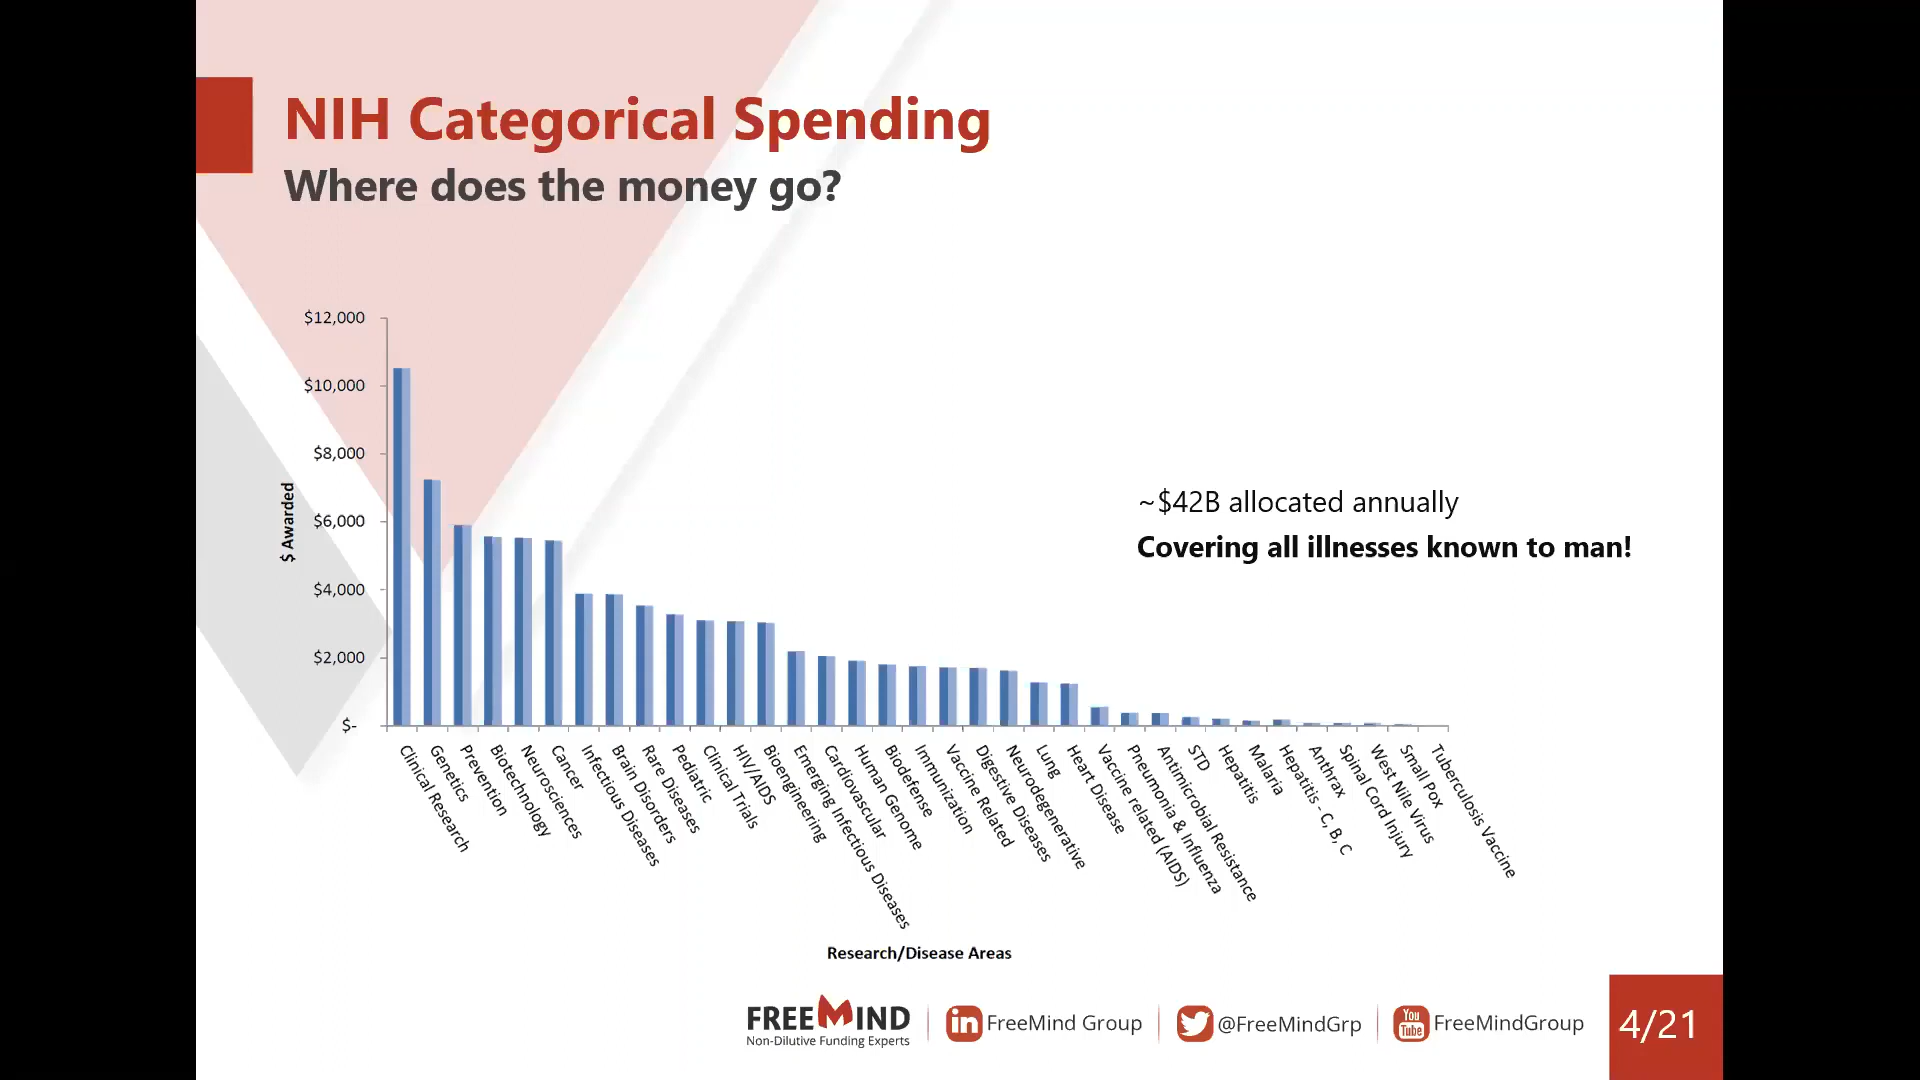 NIH Categorical Spending
Where does the money go?
$12,000
$10,000
$8,000
$6,000
$4,000
$2,000
$-
$ Awarded
~$42B allocated annually
Covering all illnesses known to man!
Clinical Research
Genetics
Prevention
Biotechnology
Neurosciences
Cancer
Infectious Diseases
Brain Disorders
Rare Diseases
Pediatric
Clinical Trials
HIV/AIDS
Bioengineering
Emerging Infectious Diseases
Cardiovascular
Human Genome
Biodefense
Immunization
Vaccine Related
Digestive Diseases
Neurodegenerative
Lung
Heart Disease
Vaccine related (AIDS)
Pneumonia & Influenza
Antimicrobial Resistance
STD
Hepatitis
Malaria
Hepatitis - C, B, C
Anthrax
Spinal Cord Injury
West Nile Virus
Small Pox
Tuberculosis Vaccine
Research/Disease Areas
FREEMIND
Non-Dilutive Funding Experts
in FreeMind Group
@FreeMindGrp
You Tube FreeMindGroup
4/21